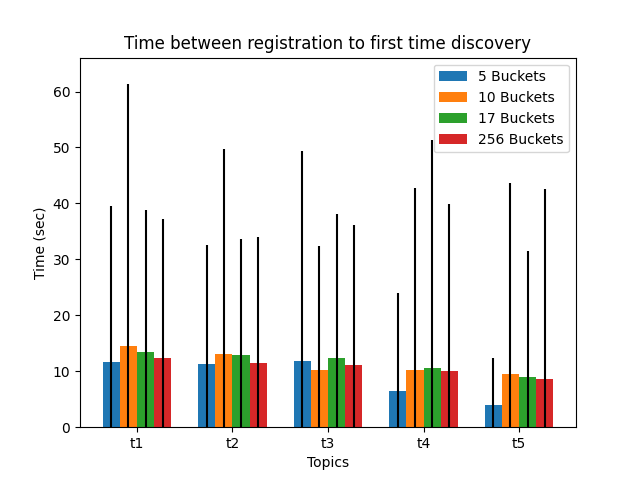 Time between registration to first time discovery
5 Buckets
10 Buckets
17 Buckets
256 Buckets
60
50
40
30
20
10
0
Time (sec)
t1 t2 t3 t4 t5
Topics